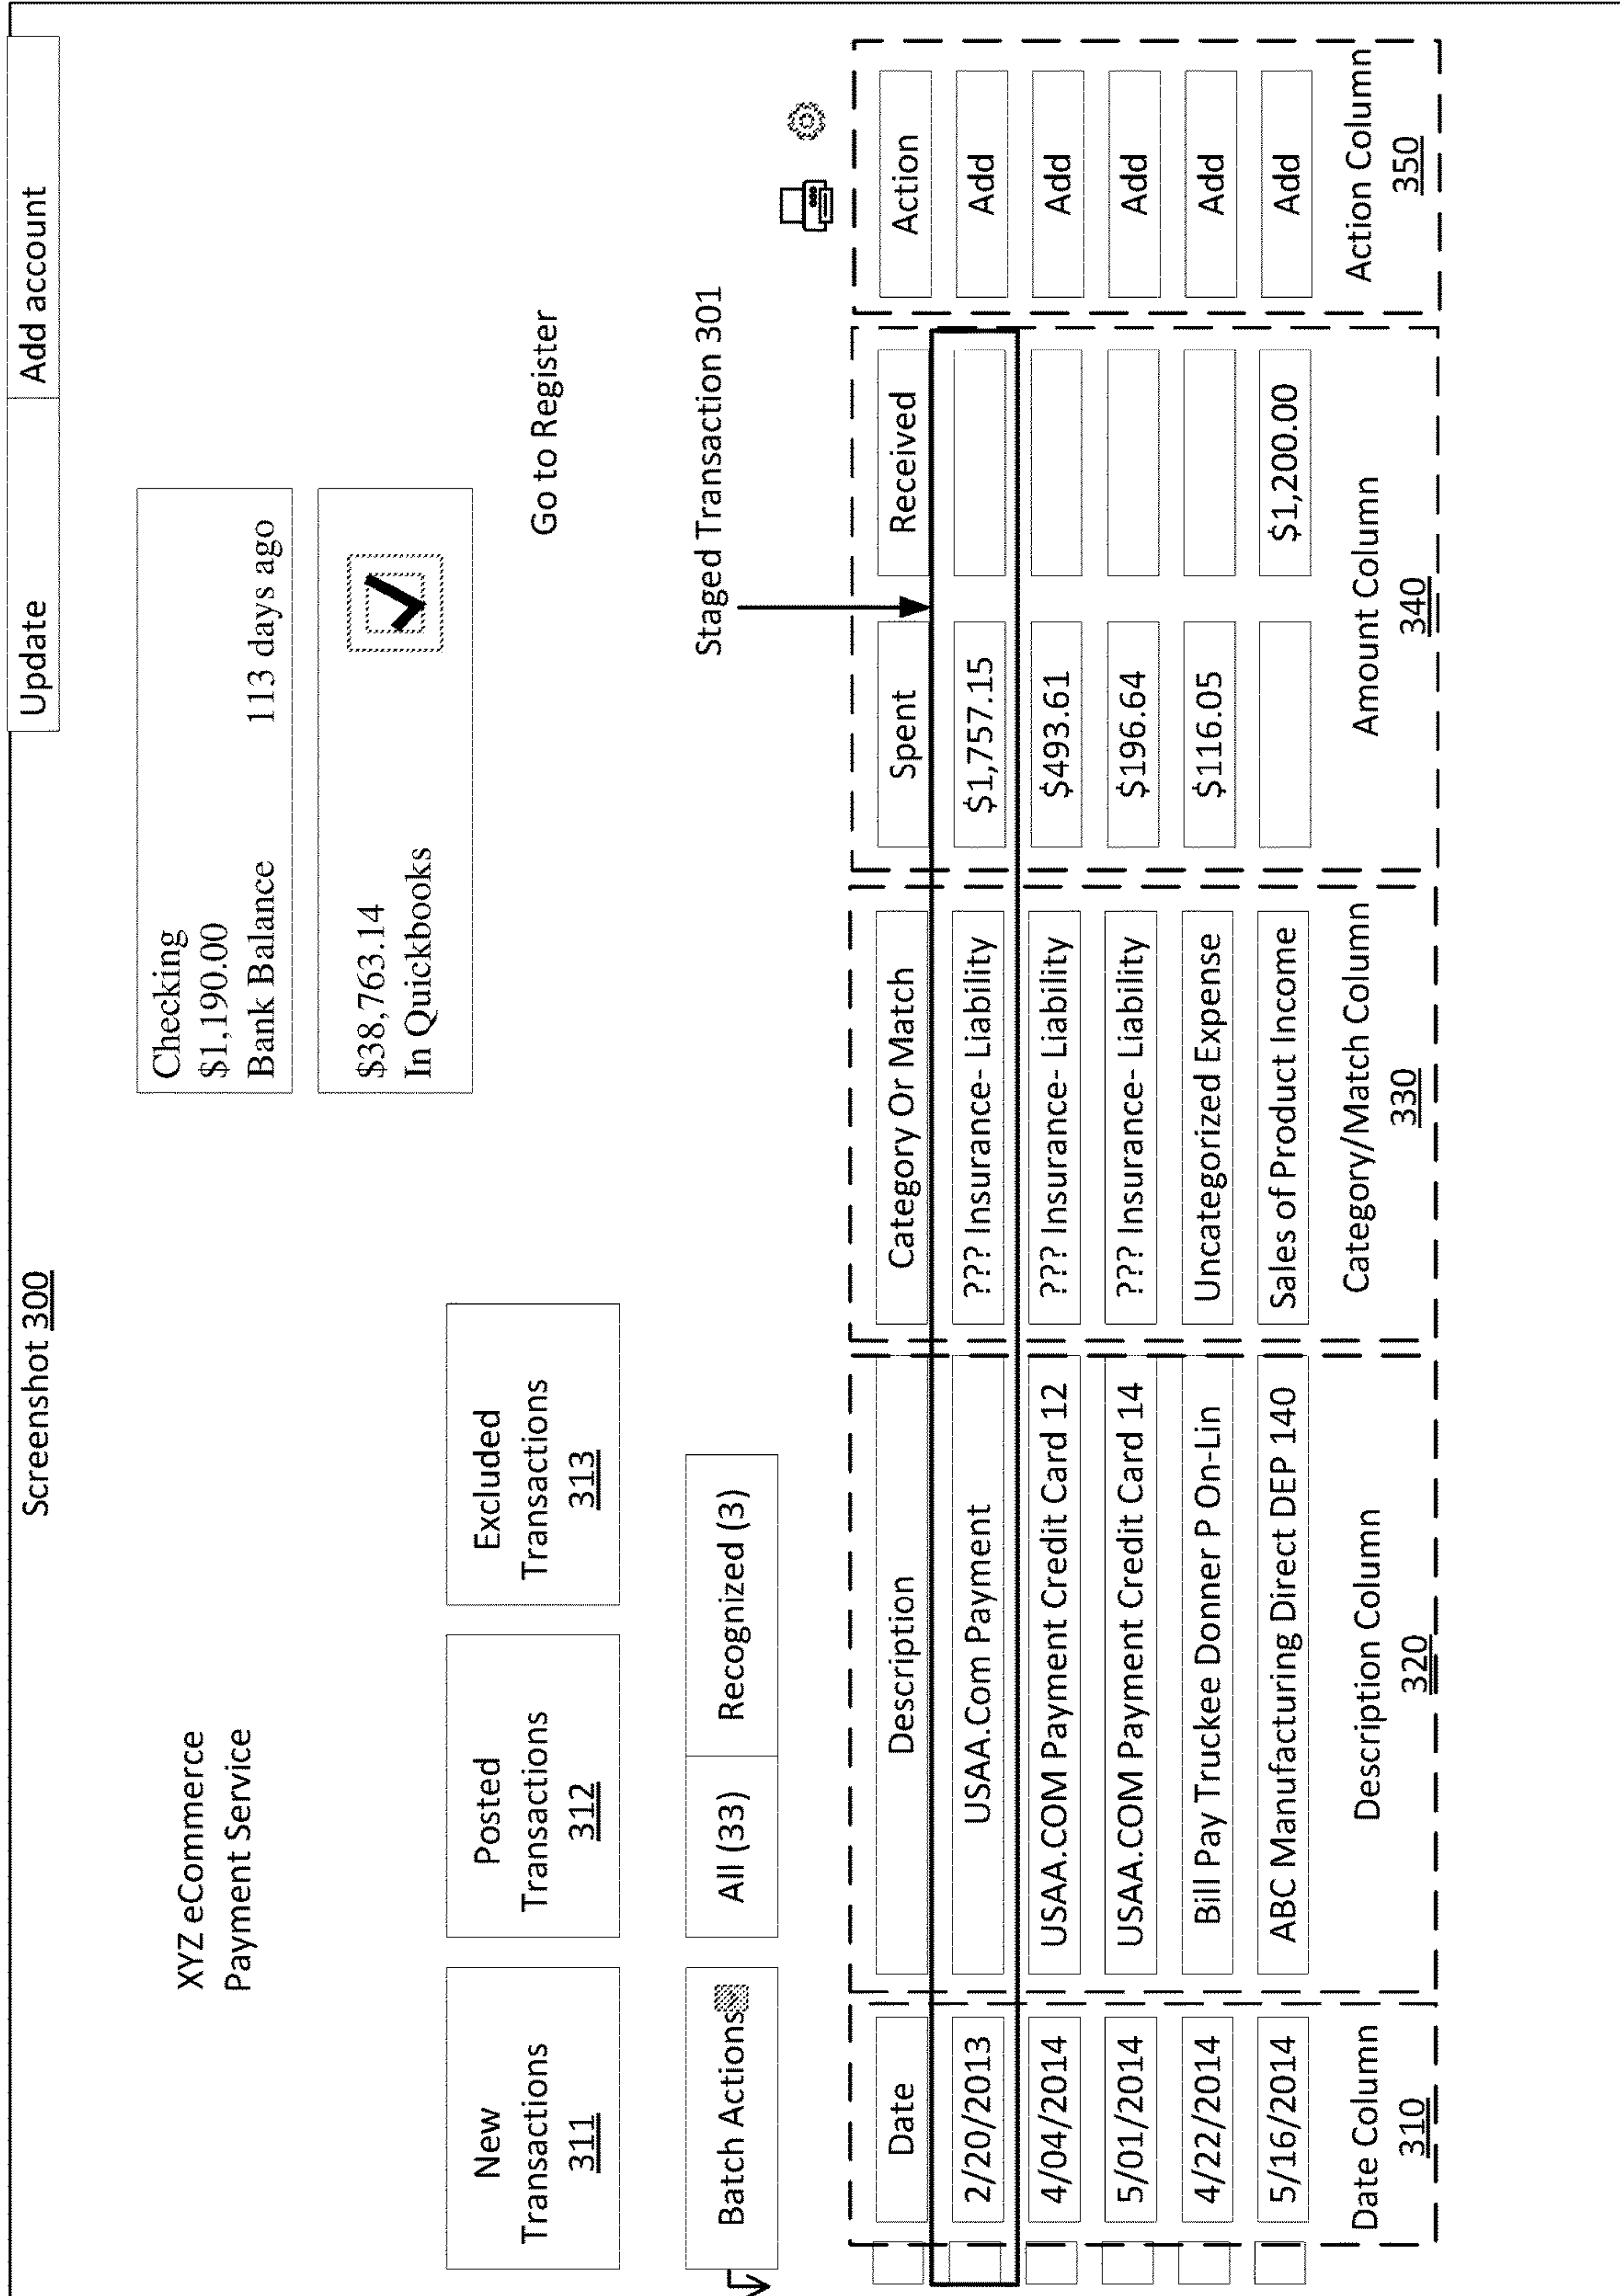 Screenshot 300
Update
Add account
XYZ eCommerce
Payment Service
Checking
$1,190.00
Bank Balance
113 days ago
$38,763.14
In Quickbooks
New
Transactions
311
Posted
Transactions
312
Excluded
Transactions
313
Go to Register
Batch Actions
All (33)
Recognized (3)
Staged Transaction 301
Date
Description
Category Or Match
Spent
Received
Action
2/20/2013
USAA.Com Payment
??? Insurance- Liability
$1,757.15
Add
4/04/2014
USAA.COM Payment Credit Card 12
??? Insurance- Liability
$493.61
Add
5/01/2014
USAA.COM Payment Credit Card 14
??? Insurance- Liability
$196.64
Add
4/22/2014
Bill Pay Truckee Donner P On-Lin
Uncategorized Expense
$116.05
Add
5/16/2014
ABC Manufacturing Direct DEP 140
Sales of Product Income
$1,200.00
Add
Date Column
310
Description Column
320
Category/Match Column
330
Amount Column
340
Action Column
350